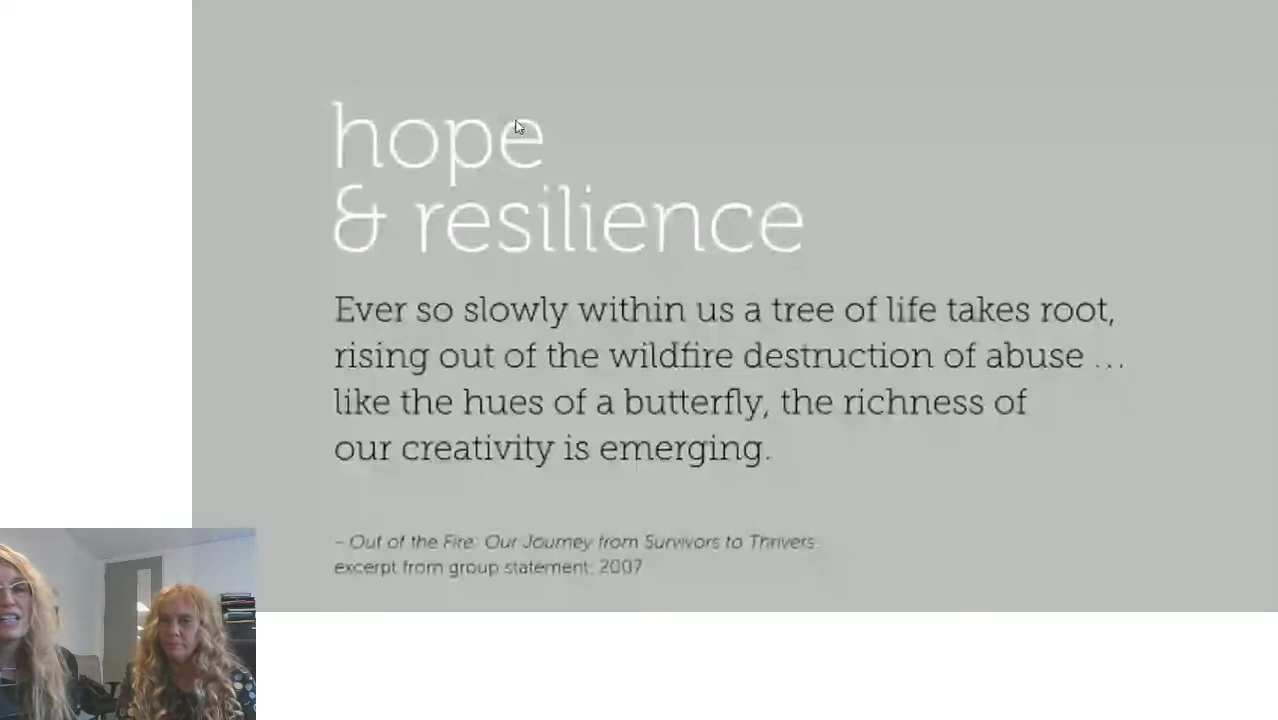 hope
& resilience
Ever so slowly within us a tree of life takes root,
rising out of the wildfire destruction of abuse ...
like the hues of a butterfly, the richness of
our creativity is emerging.
– Out of the Fire: Our Journey from Survivors to Thrivers
excerpt from group statement, 2007